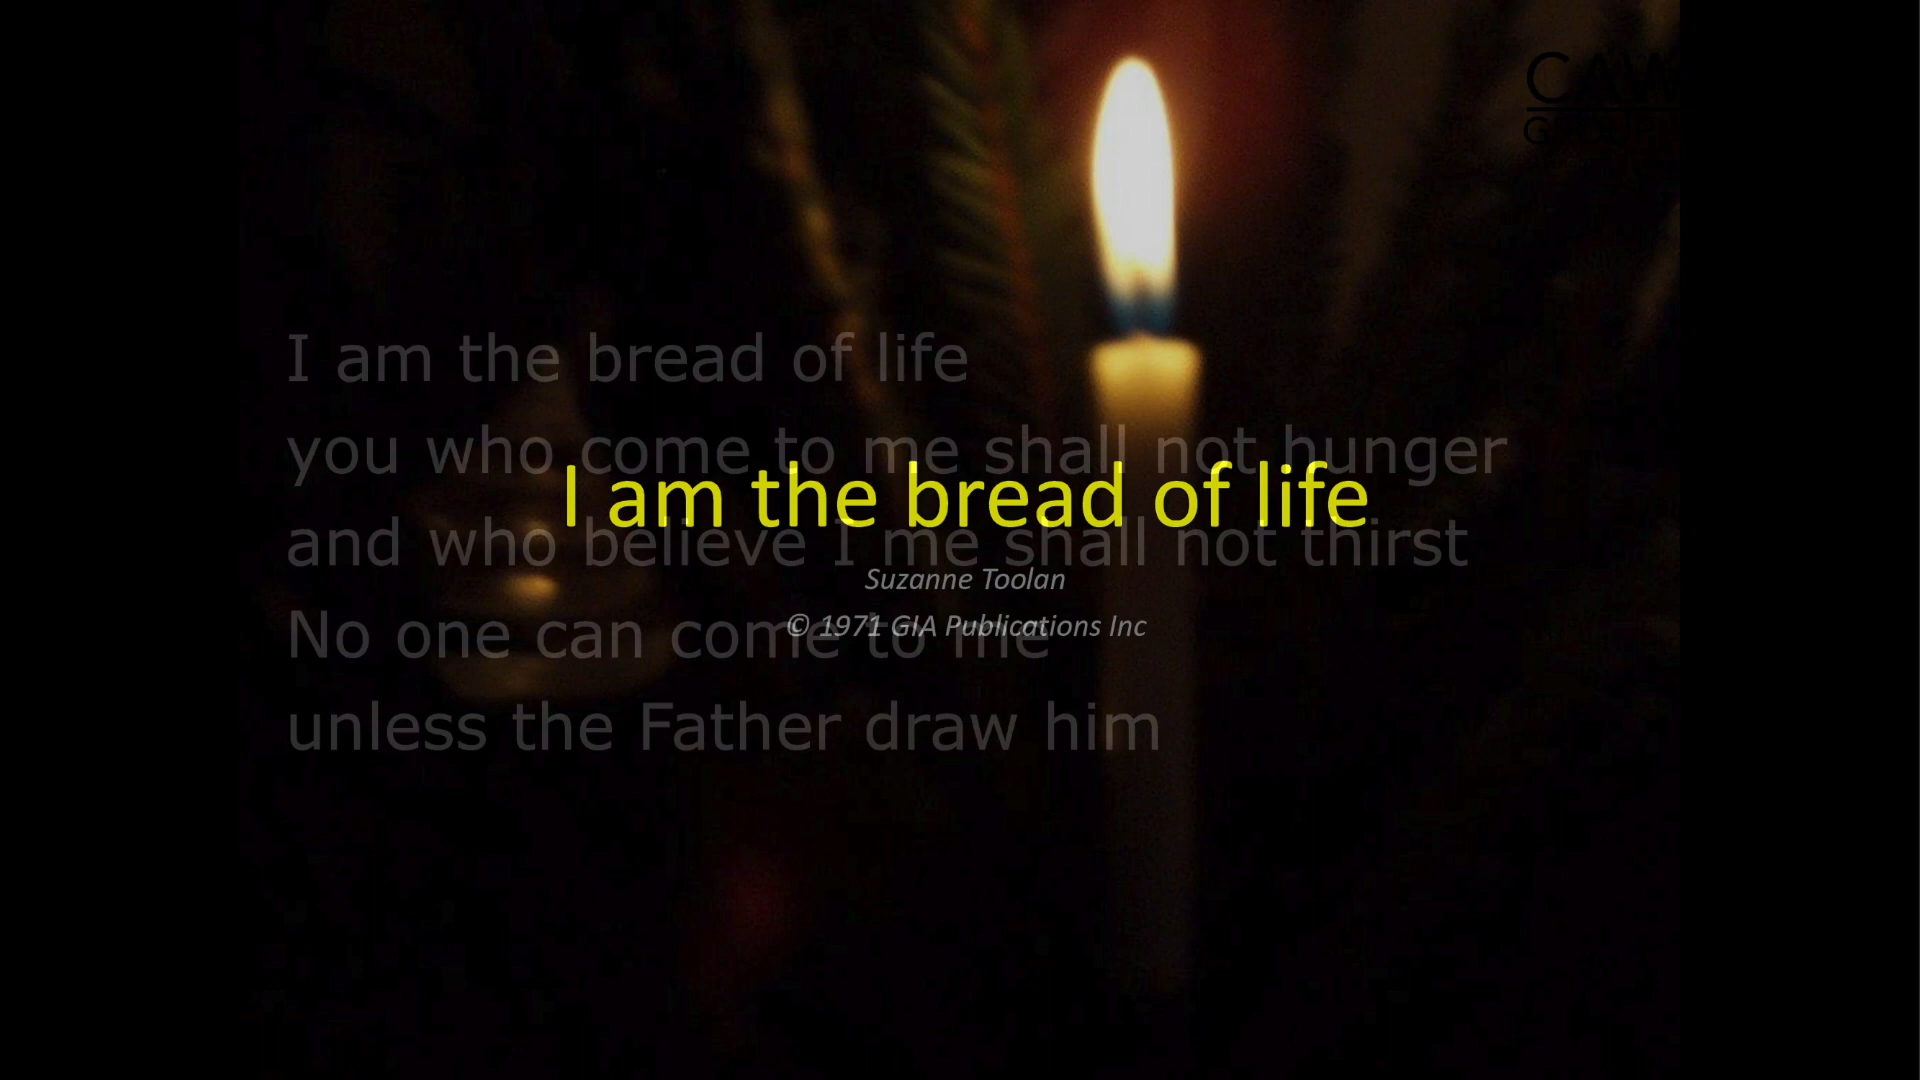 I am the bread of life
you who come to me shall not hunger
I am the bread of life
and who believe I me shall not thirst
Suzanne Toolan
© 1971 GIA Publications Inc
No one can come to me
unless the Father draw him